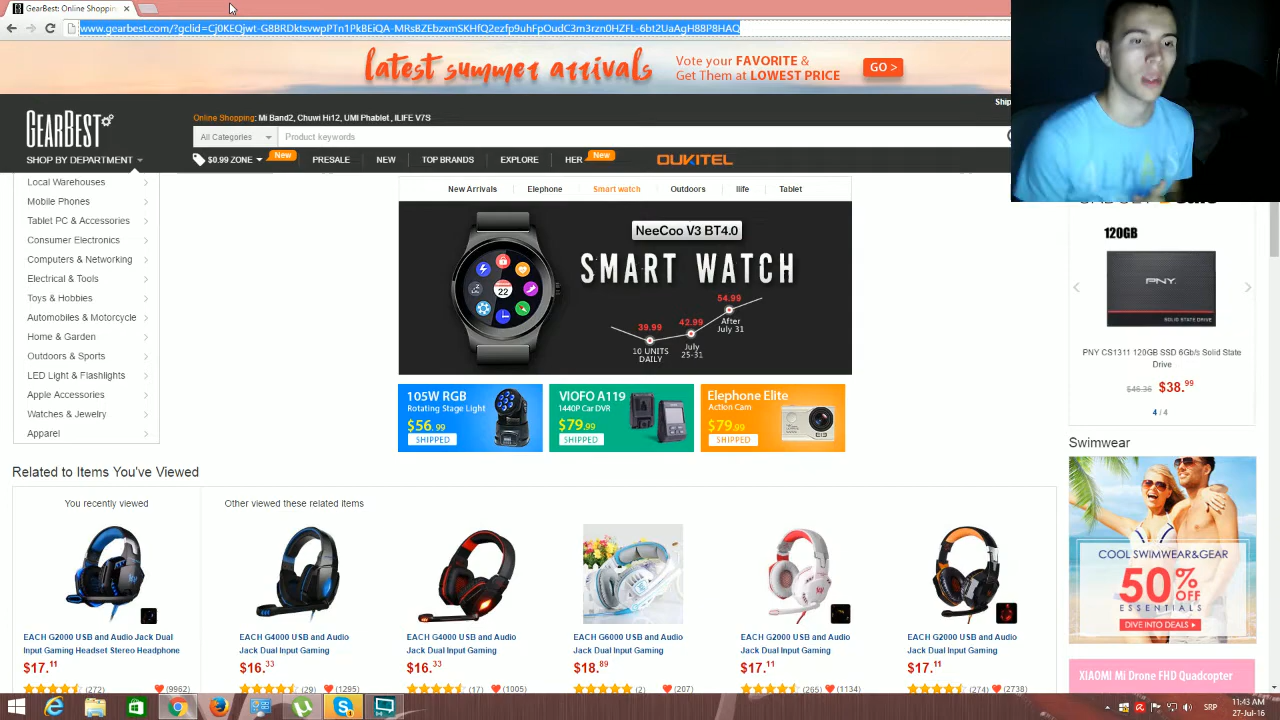 GearBest: Online Shoppin
www.gearbest.com/?gclid=Cj0KEQjwt-G8BRDktsvwpPTn1PkBEiQA-MRsBZEbzxmSKHfQ2ezfp9uhFpOudC3m3rzn0HZFL-6bt2UaAgH88P8HAQ
latest summer arrivals
Vote your FAVORITE &
Get Them at LOWEST PRICE
GO >
Ship
GEARBEST
Online Shopping: Mi Band2, Chuwi Hi12, UMI Phablet , ILIFE V7S
All Categories
Product keywords
SHOP BY DEPARTMENT
$0.99 ZONE
New
PRESALE
NEW
TOP BRANDS
EXPLORE
HER
New
OUKITEL
Local Warehouses
Mobile Phones
Tablet PC & Accessories
Consumer Electronics
Computers & Networking
Electrical & Tools
Toys & Hobbies
Automobiles & Motorcycle
Home & Garden
Outdoors & Sports
LED Light & Flashlights
Apple Accessories
Watches & Jewelry
Apparel
New Arrivals
Elephone
Smart watch
Outdoors
Ilife
Tablet
NeeCoo V3 BT4.0
SMART WATCH
22
39.99
10 UNITS
DAILY
42.99
July
25-31
54.99
After
July 31
105W RGB
Rotating Stage Light
$56.99
SHIPPED
VIOFO A119
1440P Car DVR
$79.99
SHIPPED
Elephone Elite
Action Cam
$79.99
SHIPPED
120GB
PNY.
SOLID STATE DRIVE
PNY CS1311 120GB SSD 6Gb/s Solid State
Drive
$46.36 $38.99
4 / 4
Swimwear
COOL SWIMWEAR&GEAR
50% OFF
ESSENTIALS
DIVE INTO DEALS
XIAOMI Mi Drone FHD Quadcopter
Related to Items You've Viewed
You recently viewed
Other viewed these related items
EACH G2000 USB and Audio Jack Dual
Input Gaming Headset Stereo Headphone
$17.11
(272)
(9962)
EACH G4000 USB and Audio
Jack Dual Input Gaming
$16.33
(29)
(1295)
EACH G4000 USB and Audio
Jack Dual Input Gaming
$16.33
(17)
(1005)
EACH G6000 USB and Audio
Jack Dual Input Gaming
$18.89
(2)
(207)
EACH G2000 USB and Audio
Jack Dual Input Gaming
$17.11
(265)
(1134)
EACH G2000 USB and Audio
Jack Dual Input Gaming
$17.11
(274)
(2738)
SRP
11:43 AM
27-Jul-16